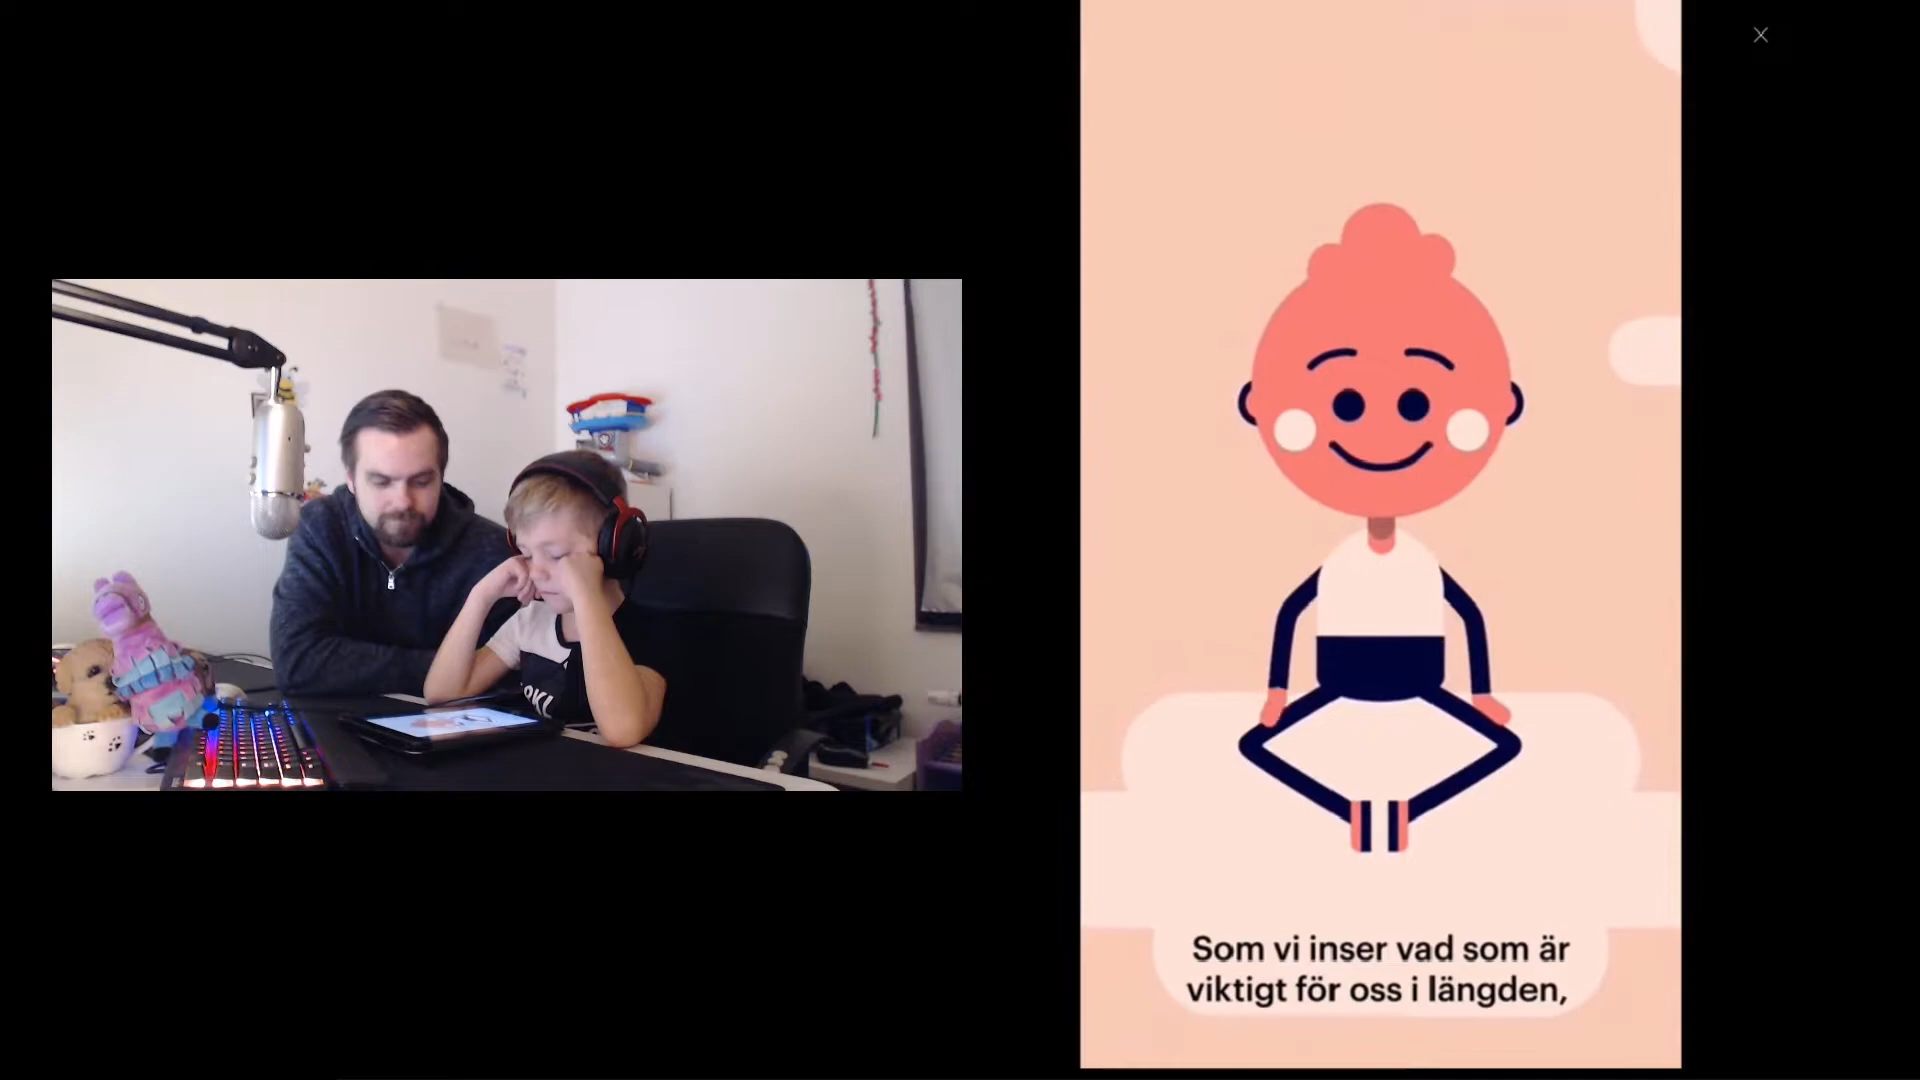 Som vi inser vad som är
viktigt för oss i längden,